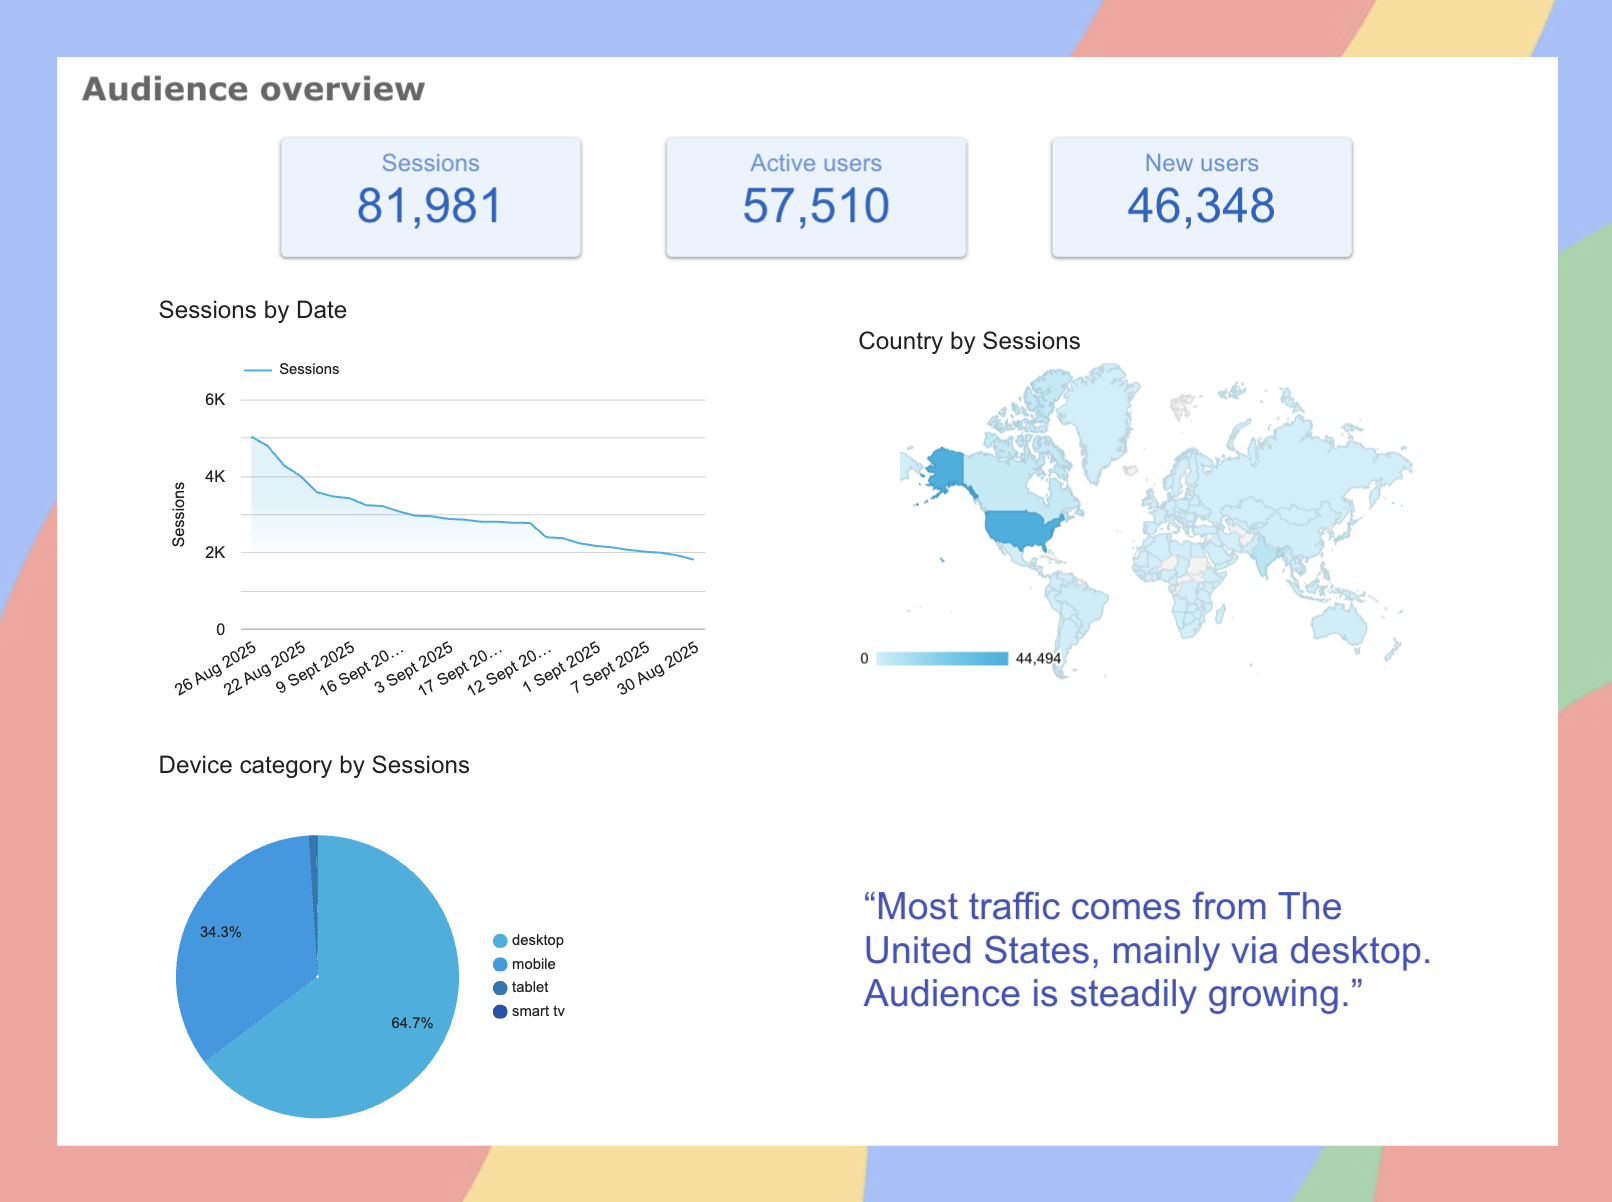 Audience overview
Sessions
81,981
Active users
57,510
New users
46,348
Sessions by Date
Sessions
6K
4K
2K
0
Sessions
26 Aug 2025
22 Aug 2025
9 Sept 2025
16 Sept 20...
3 Sept 2025
17 Sept 20...
12 Sept 20...
1 Sept 2025
7 Sept 2025
30 Aug 2025
Country by Sessions
0
44,494
Device category by Sessions
34.3%
64.7%
desktop
mobile
tablet
smart tv
“Most traffic comes from The
United States, mainly via desktop.
Audience is steadily growing.”